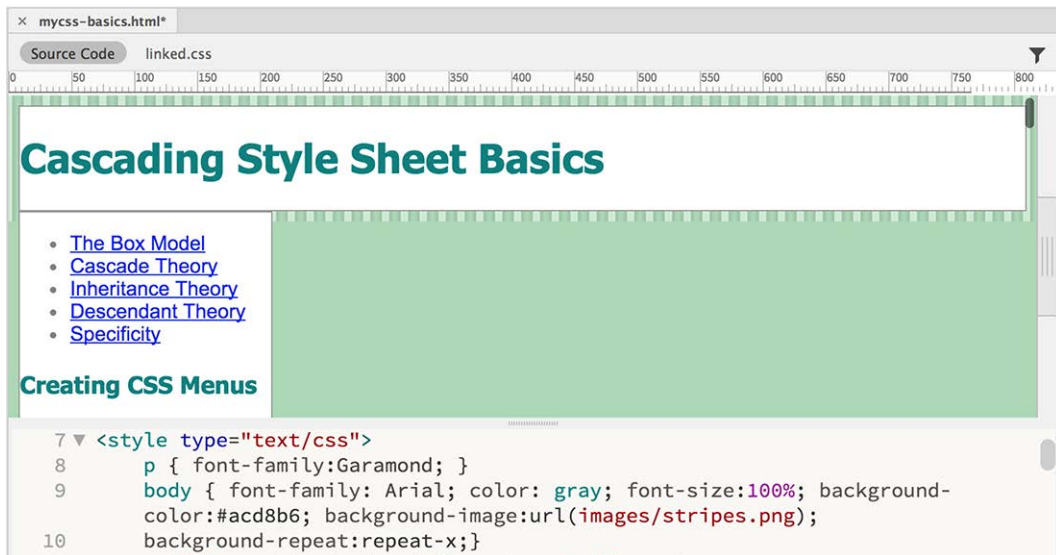 × mycss-basics.html*
Source Code linked.css
0 50 100 150 200 250 300 350 400 450 500 550 600 650 700 750 800
Cascading Style Sheet Basics
• The Box Model
• Cascade Theory
• Inheritance Theory
• Descendant Theory
• Specificity
Creating CSS Menus
7 ▼ <style type="text/css">
8 p { font-family:Garamond; }
9 body { font-family: Arial; color: gray; font-size:100%; background-
color:#acd8b6; background-image:url(images/stripes.png);
10 background-repeat:repeat-x;}